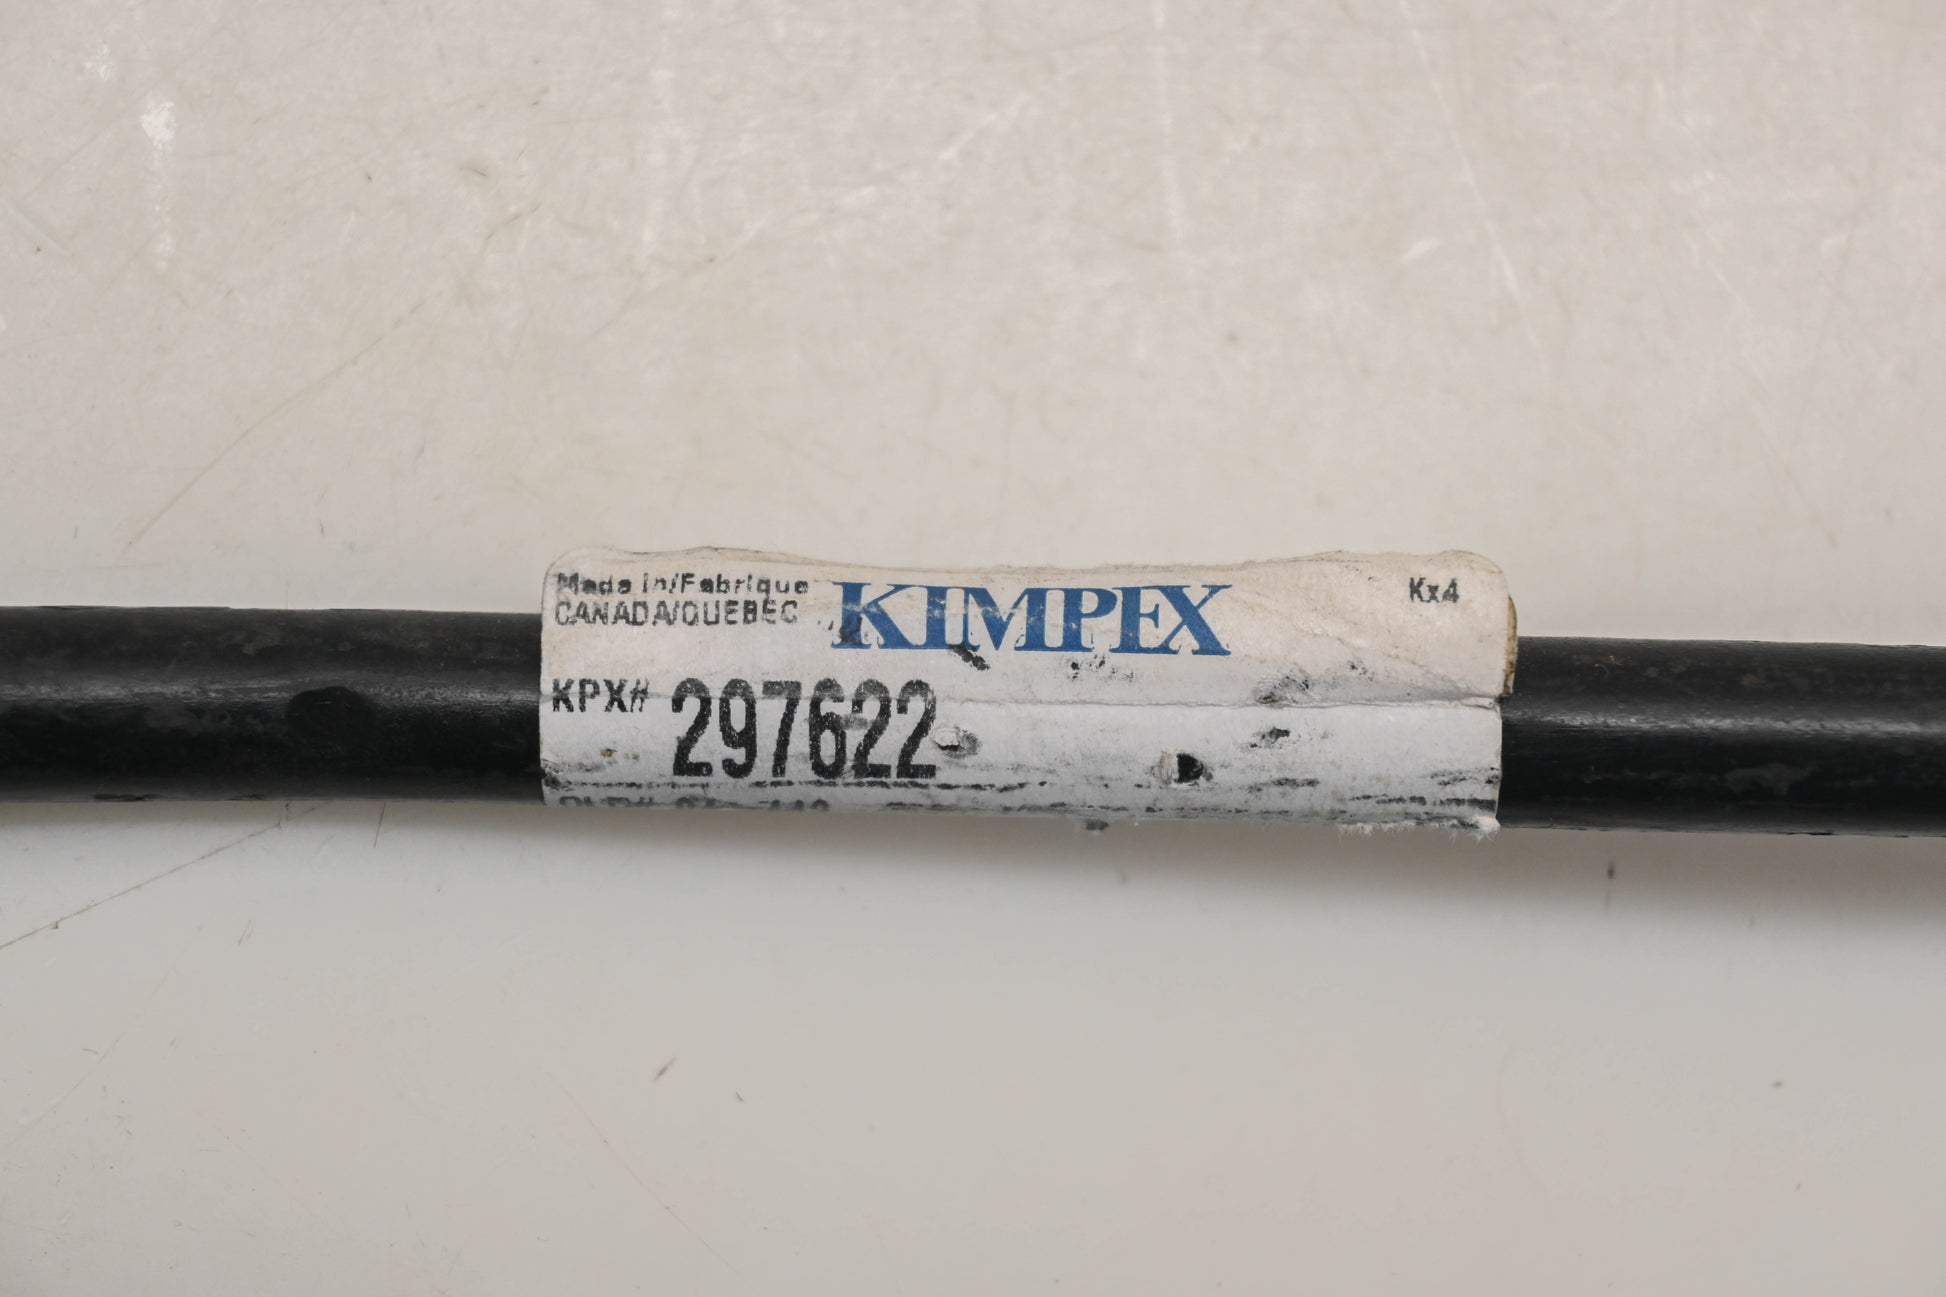 Made in/Fabrique
CANADA/QUEBEC
KIMPEX
Kx4
KPX# 297622